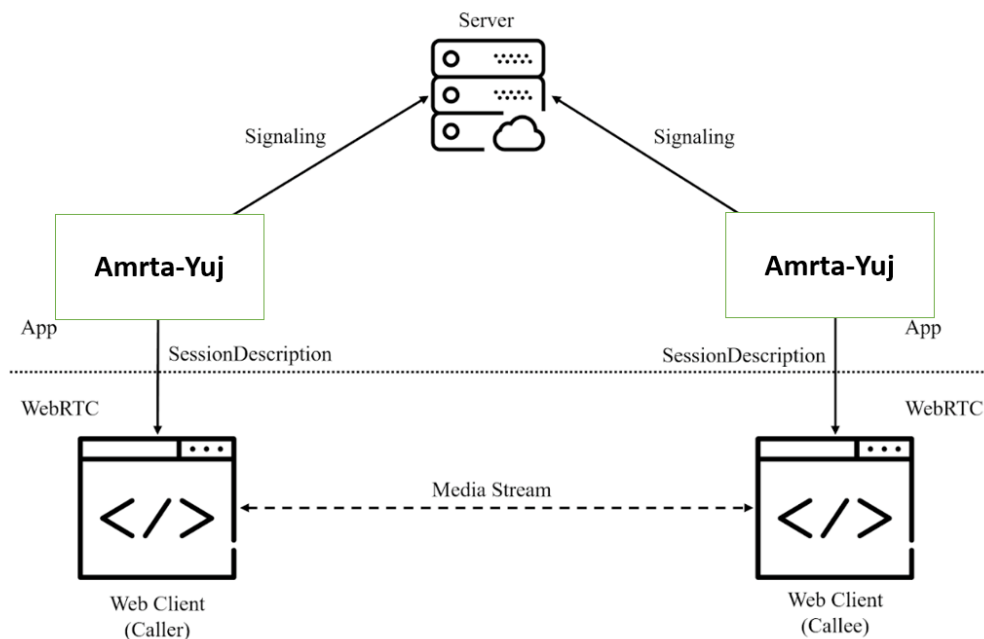 Server
Signaling
Signaling
Amrta-Yuj
Amrta-Yuj
App
App
SessionDescription
SessionDescription
WebRTC
WebRTC
</>
</>
Media Stream
Web Client
(Caller)
Web Client
(Callee)